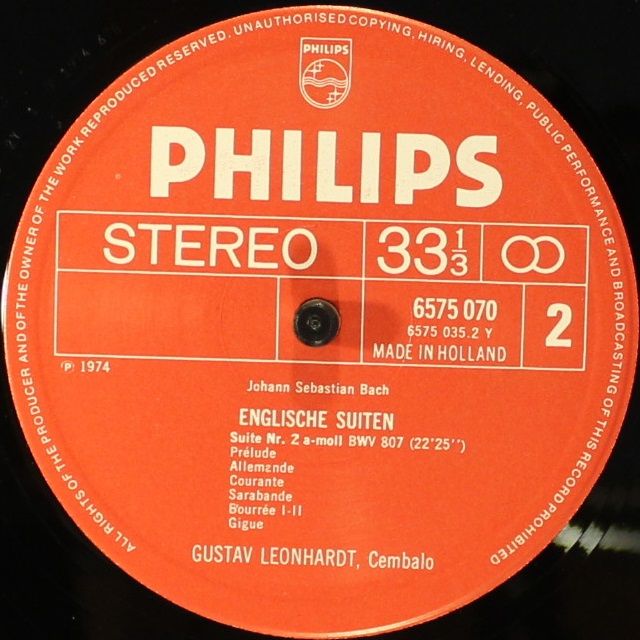 ALL RIGHTS OF THE PRODUCER AND OF THE OWNER OF THE WORK REPRODUCED RESERVED. UNAUTHORISED COPYING, HIRING, LENDING, PUBLIC PERFORMANCE AND BROADCASTING OF THIS RECORD PROHIBITED
PHILIPS
PHILIPS
STEREO 33⅓
6575 070
6575 035.2 Y
2
MADE IN HOLLAND
℗ 1974
Johann Sebastian Bach
ENGLISCHE SUITEN
Suite Nr. 2 a-moll BWV 807 (22'25'')
Prélude
Allemande
Courante
Sarabande
Bourrée I-II
Gigue
GUSTAV LEONHARDT, Cembalo